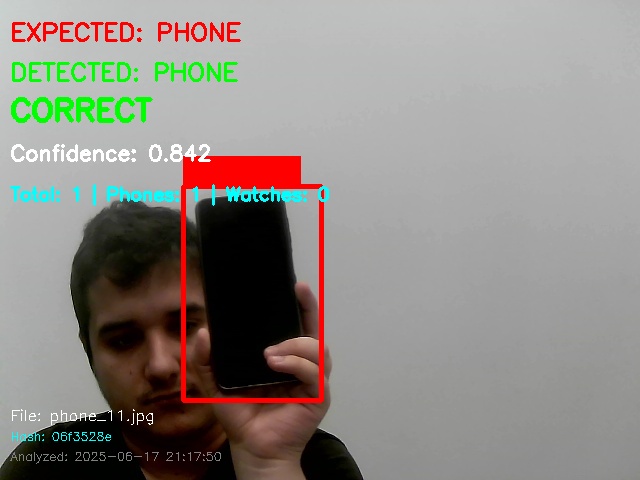 EXPECTED: PHONE
DETECTED: PHONE
CORRECT
Confidence: 0.842
Total: 1 | Phones: 1 | Watches: 0
File: phone_11.jpg
Hash: 06f3528e
Analyzed: 2025-06-17 21:17:50